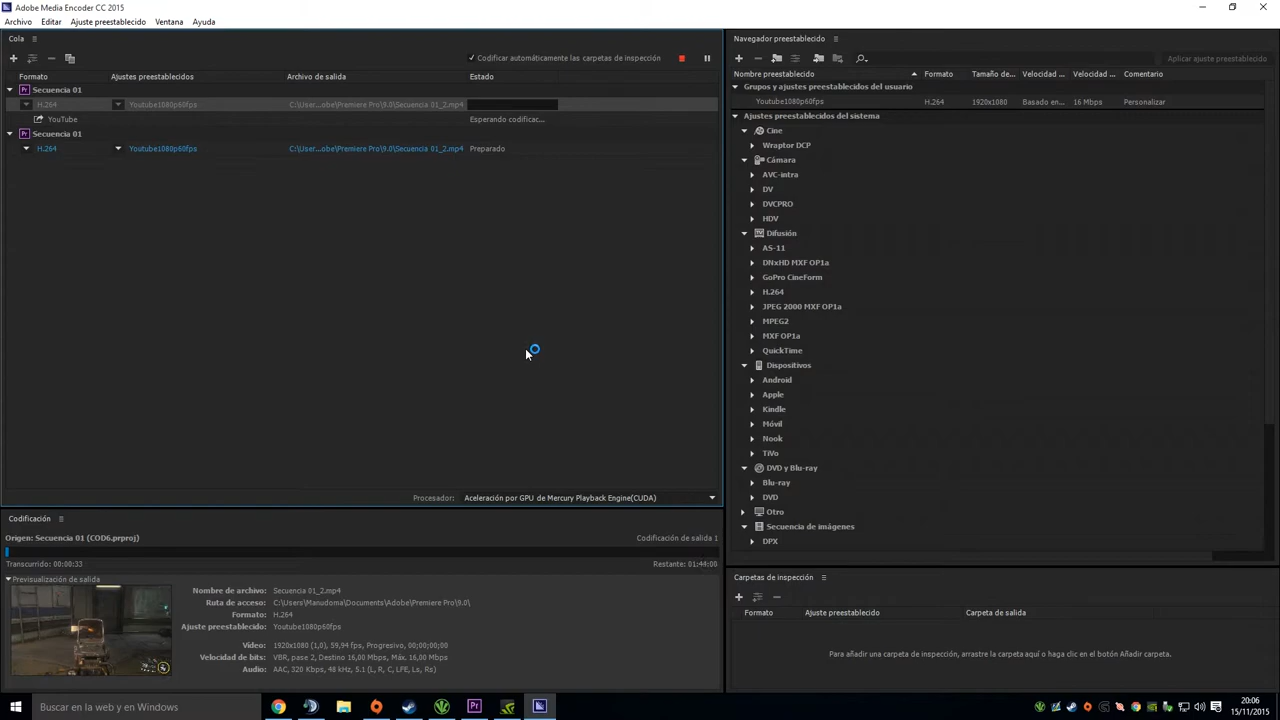 Adobe Media Encoder CC 2015
Archivo Editar Ajuste preestablecido Ventana Ayuda
Cola
Codificar automáticamente las carpetas de inspección
Formato Ajustes preestablecidos Archivo de salida Estado
Pr Secuencia 01
H.264 Youtube1080p60fps C:\User...obe\Premiere Pro\9.0\Secuencia 01_2.mp4
YouTube Esperando codificar...
Pr Secuencia 01
H.264 Youtube1080p60fps C:\User...obe\Premiere Pro\9.0\Secuencia 01_2.mp4 Preparado
Procesador: Aceleración por GPU de Mercury Playback Engine(CUDA)
Codificación
Origen: Secuencia 01 (COD6.prproj) Codificación de salida 1
Transcurrido: 00:00:33 Restante: 01:44:00
Previsualización de salida
Nombre de archivo: Secuencia 01_2.mp4
Ruta de acceso: C:\Users\Manudoma\Documents\Adobe\Premiere Pro\9.0\
Formato: H.264
Ajuste preestablecido: Youtube1080p60fps
Vídeo: 1920x1080 (1,0), 59,94 fps, Progresivo, 00;00;00;00
Velocidad de bits: VBR, pase 2, Destino 16,00 Mbps, Máx. 16,00 Mbps
Audio: AAC, 320 Kbps, 48 kHz, 5.1 (L, R, C, LFE, Ls, Rs)
Navegador preestablecido
Aplicar ajuste preestablecido
Nombre preestablecido Formato Tamaño de... Velocidad ... Velocidad ... Comentario
Grupos y ajustes preestablecidos del usuario
Youtube1080p60fps H.264 1920x1080 Basado en... 16 Mbps Personalizar
Ajustes preestablecidos del sistema
Cine
Wraptor DCP
Cámara
AVC-intra
DV
DVCPRO
HDV
Difusión
AS-11
DNxHD MXF OP1a
GoPro CineForm
H.264
JPEG 2000 MXF OP1a
MPEG2
MXF OP1a
QuickTime
Dispositivos
Android
Apple
Kindle
Móvil
Nook
TiVo
DVD y Blu-ray
Blu-ray
DVD
Otro
Secuencia de imágenes
DPX
Carpetas de inspección
Formato Ajuste preestablecido Carpeta de salida
Para añadir una carpeta de inspección, arrastre la carpeta aquí o haga clic en el botón Añadir carpeta.
Buscar en la web y en Windows
Pr
20:06
15/11/2015